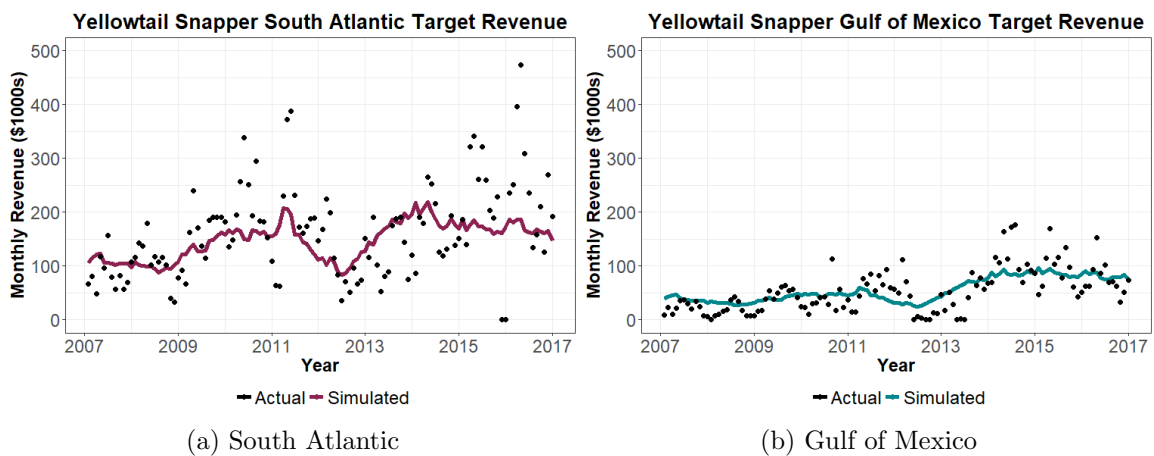 Yellowtail Snapper South Atlantic Target Revenue
Monthly Revenue ($1000s)
500
400
300
200
100
0
2007 2009 2011 2013 2015 2017
Year
Actual Simulated
(a) South Atlantic
Yellowtail Snapper Gulf of Mexico Target Revenue
Monthly Revenue ($1000s)
500
400
300
200
100
0
2007 2009 2011 2013 2015 2017
Year
Actual Simulated
(b) Gulf of Mexico